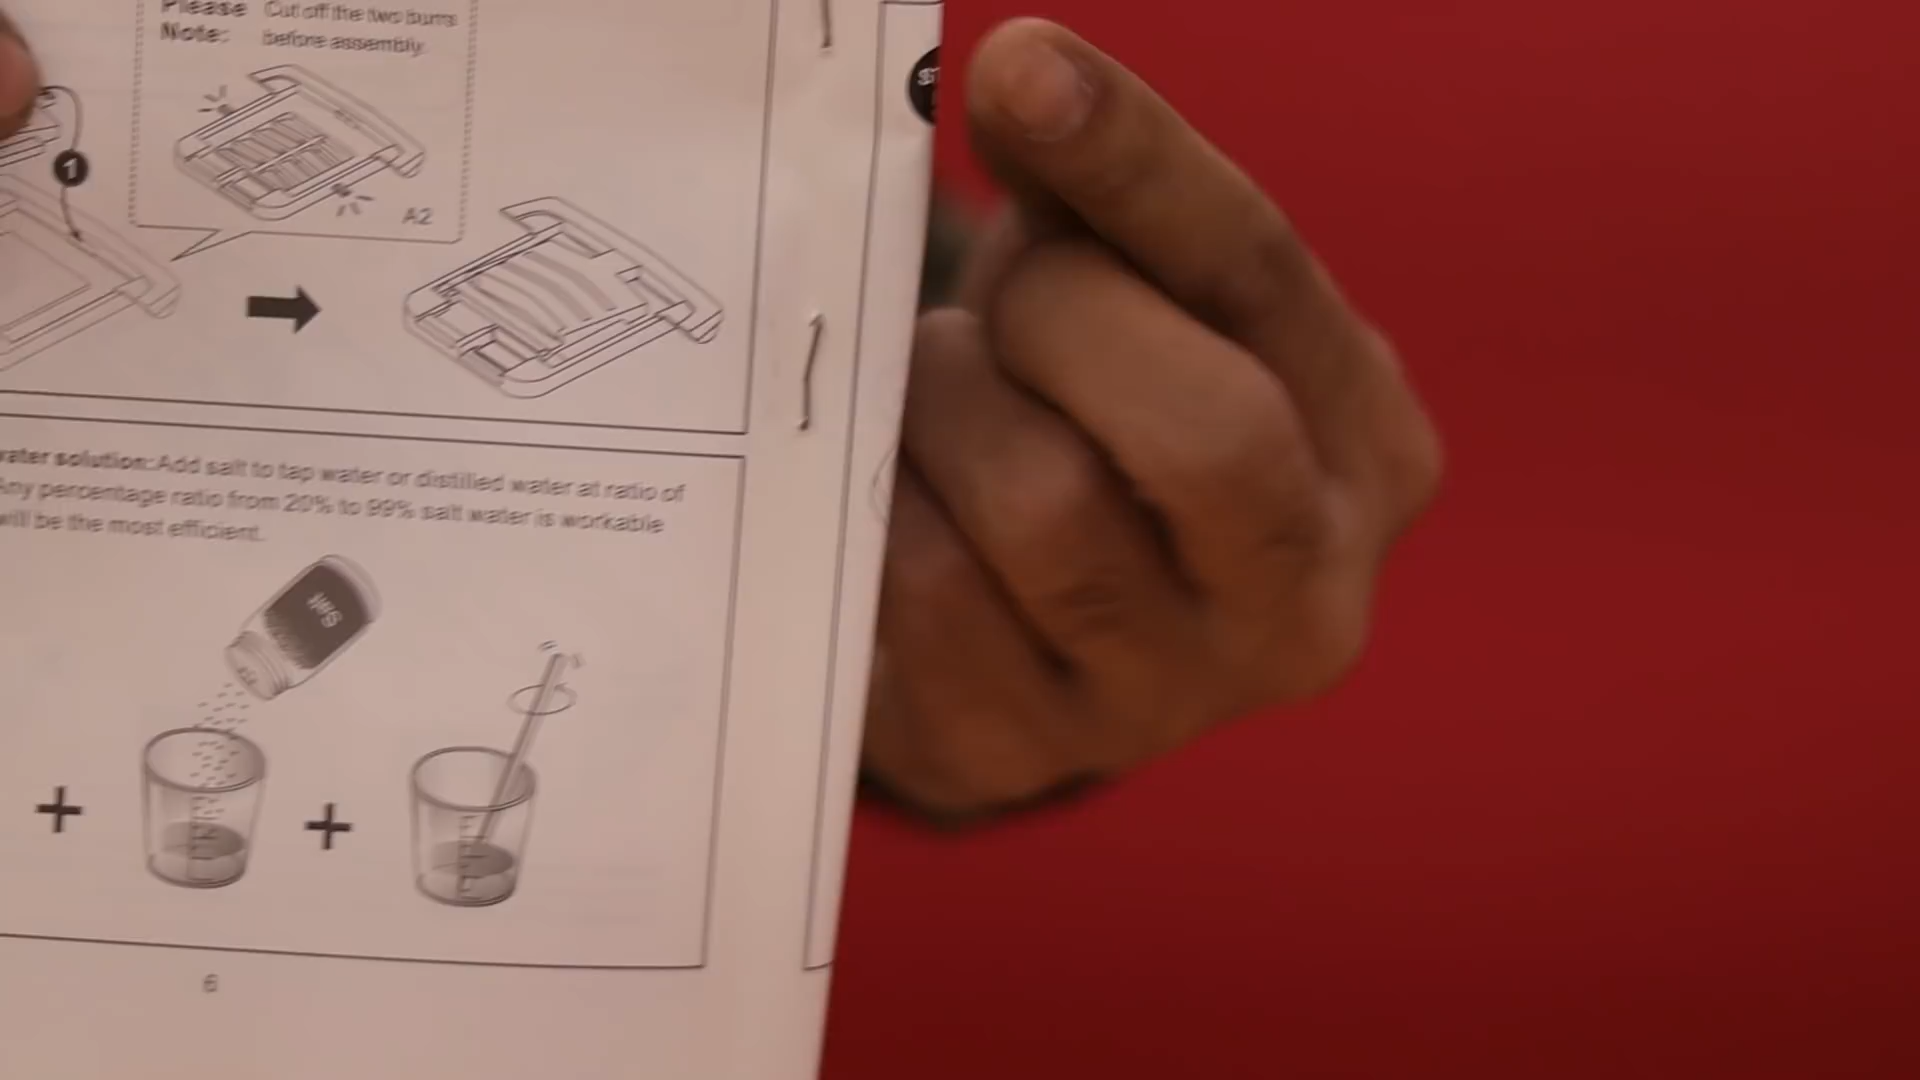 Please Cut off the two burrs
Note: before assembly.
1
A2
water solution: Add salt to tap water or distilled water at ratio of
Any percentage ratio from 20% to 99% salt water is workable
will be the most efficient.
Salt
6